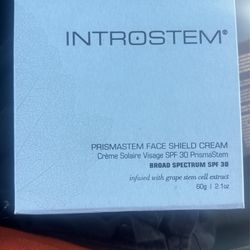 INTROSTEM®
PRISMASTEM FACE SHIELD CREAM
Crème Solaire Visage SPF 30 PrismaStem
BROAD SPECTRUM SPF 30
infused with grape stem cell extract
60g | 2.1oz